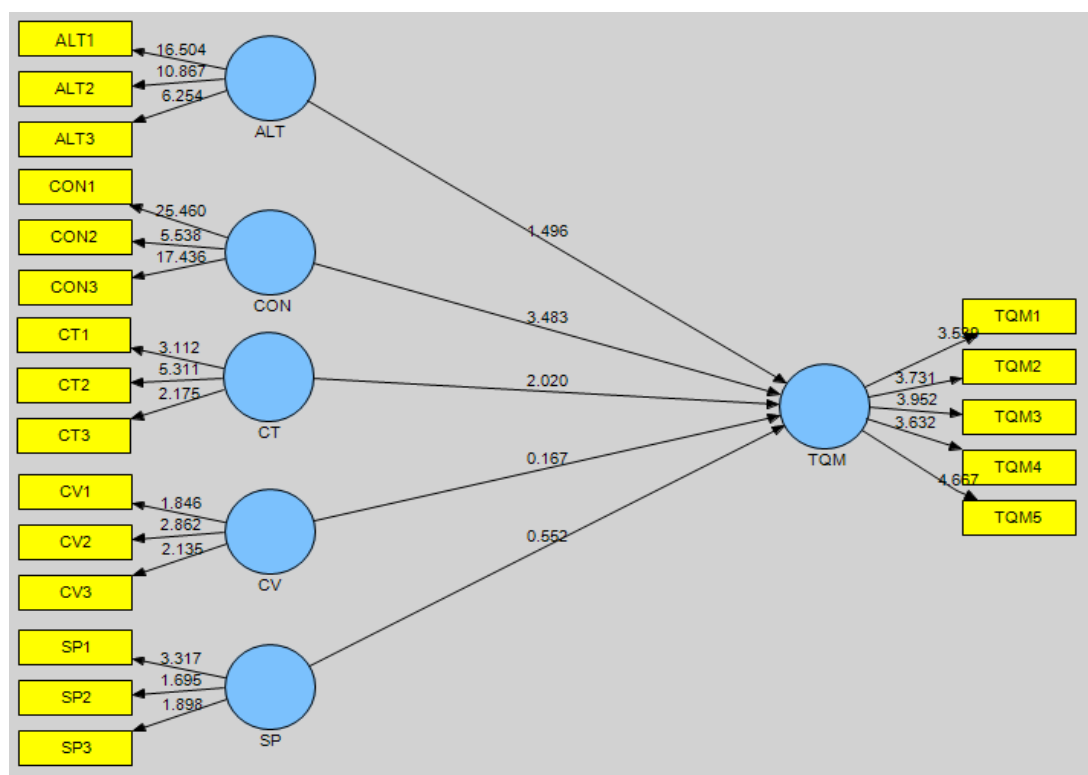 ALT1
16.504
ALT2
10.867
6.254
ALT3
ALT
CON1
25.460
CON2
5.538
17.436
CON3
CON
CT1
3.112
CT2
5.311
2.175
CT3
CT
CV1
1.846
CV2
2.862
2.135
CV3
CV
SP1
3.317
SP2
1.695
1.898
SP3
SP
1.496
3.483
2.020
0.167
0.552
TQM
TQM1
3.539
TQM2
3.731
3.952
TQM3
3.632
TQM4
4.667
TQM5